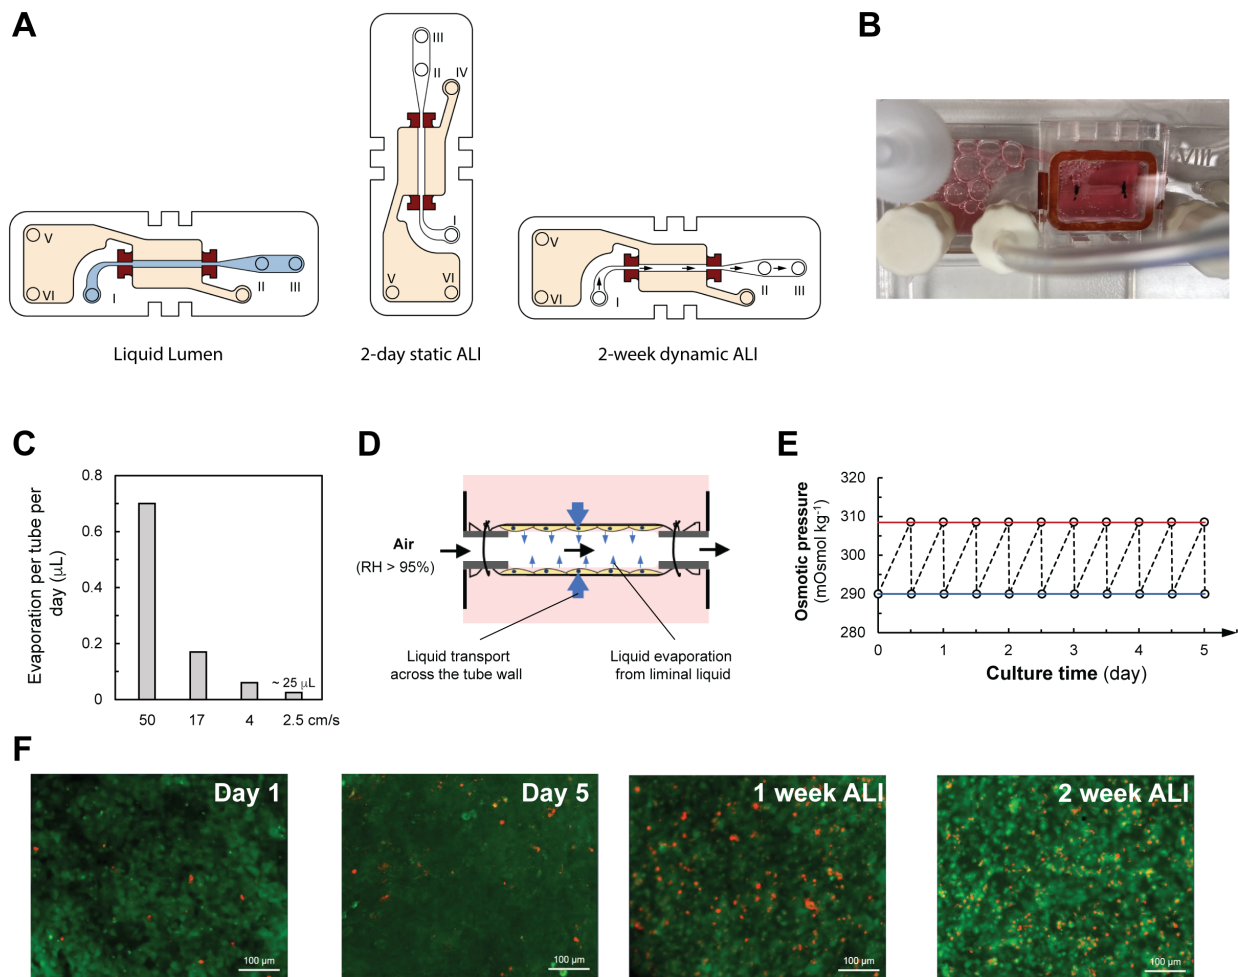 A
B
III
II
IV
I
V
VI
V
VI
I
II
III
V
VI
I
II
III
VIII
Liquid Lumen
2-day static ALI
2-week dynamic ALI
C
D
E
Evaporation per tube per
day (µL)
0.8
0.6
0.4
0.2
0
~ 25 µL
50
17
4
2.5 cm/s
Air
(RH > 95%)
Liquid transport
across the tube wall
Liquid evaporation
from liminal liquid
Osmotic pressure
(mOsmol kg-1)
320
310
300
290
280
0
1
2
3
4
5
Culture time (day)
F
Day 1
100 µm
Day 5
100 µm
1 week ALI
100 µm
2 week ALI
100 µm